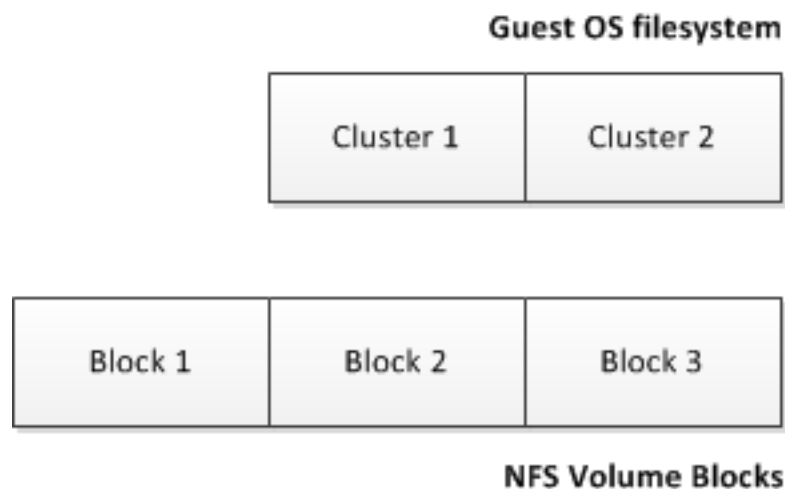 Guest OS filesystem
Cluster 1 Cluster 2
Block 1 Block 2 Block 3
NFS Volume Blocks